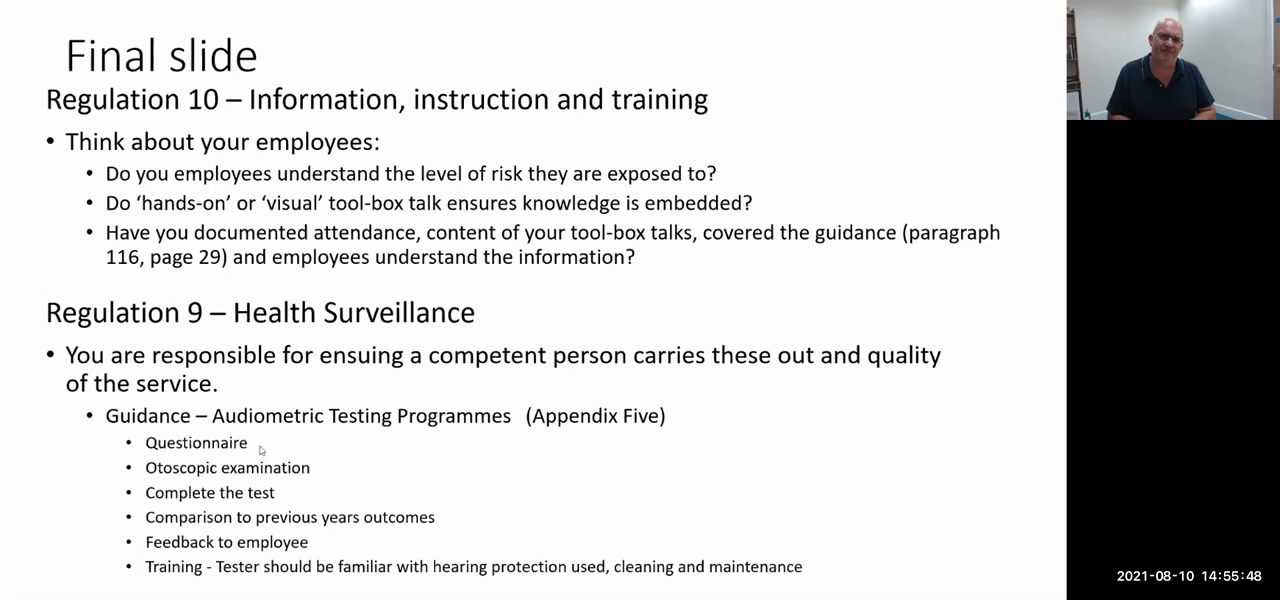 Final slide
Regulation 10 – Information, instruction and training
• Think about your employees:
• Do you employees understand the level of risk they are exposed to?
• Do ‘hands-on’ or ‘visual’ tool-box talk ensures knowledge is embedded?
• Have you documented attendance, content of your tool-box talks, covered the guidance (paragraph
116, page 29) and employees understand the information?
Regulation 9 – Health Surveillance
• You are responsible for ensuing a competent person carries these out and quality
of the service.
• Guidance – Audiometric Testing Programmes (Appendix Five)
• Questionnaire
• Otoscopic examination
• Complete the test
• Comparison to previous years outcomes
• Feedback to employee
• Training - Tester should be familiar with hearing protection used, cleaning and maintenance
2021-08-10 14:55:48